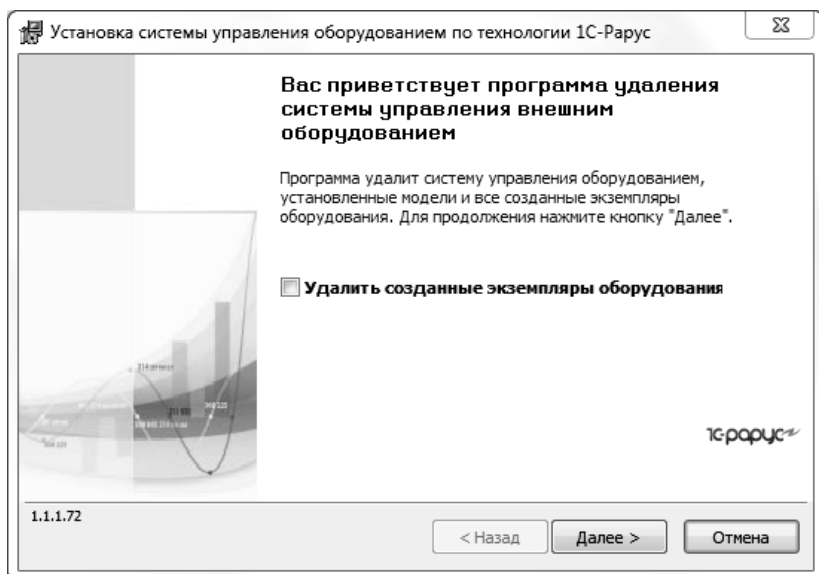 Установка системы управления оборудованием по технологии 1С-Рарус
Вас приветствует программа удаления
системы управления внешним
оборудованием
Программа удалит систему управления оборудованием,
установленные модели и все созданные экземпляры
оборудования. Для продолжения нажмите кнопку "Далее".
Удалить созданные экземпляры оборудования
1С-рарус
1.1.1.72
< Назад
Далее >
Отмена